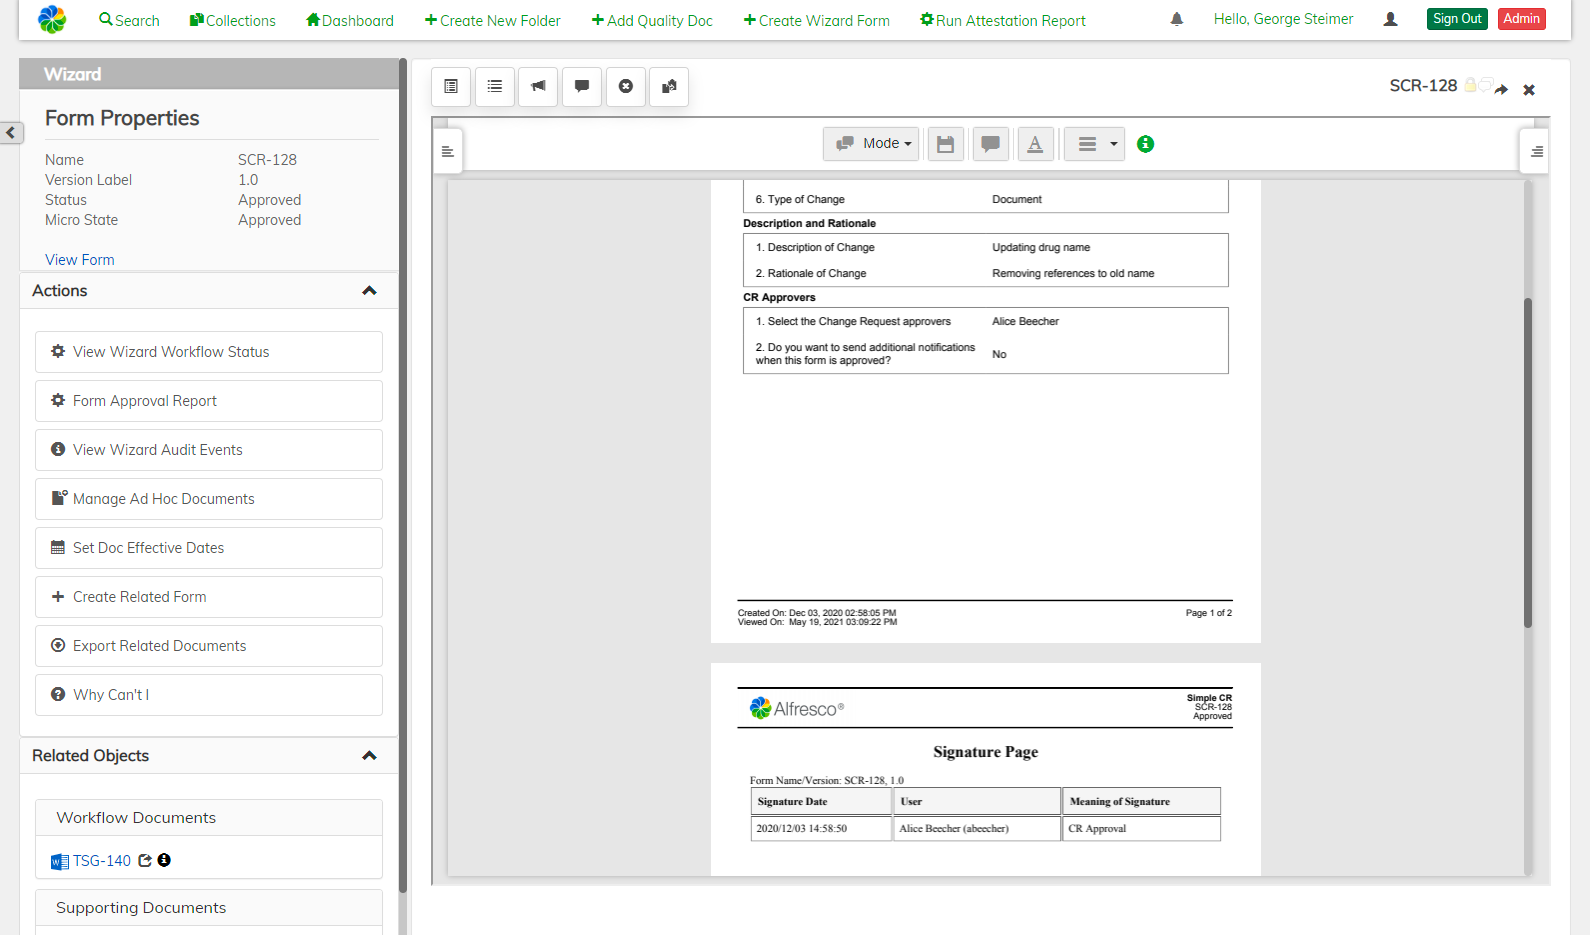 Search Collections Dashboard Create New Folder Add Quality Doc Create Wizard Form Run Attestation Report Hello, George Steimer Sign Out Admin
Wizard
Form Properties
Name SCR-128
Version Label 1.0
Status Approved
Micro State Approved
View Form
Actions
View Wizard Workflow Status
Form Approval Report
View Wizard Audit Events
Manage Ad Hoc Documents
Set Doc Effective Dates
Create Related Form
Export Related Documents
Why Can't I
Related Objects
Workflow Documents
TSG-140
Supporting Documents
SCR-128
Mode
6. Type of Change Document
Description and Rationale
1. Description of Change Updating drug name
2. Rationale of Change Removing references to old name
CR Approvers
1. Select the Change Request approvers Alice Beecher
2. Do you want to send additional notifications
when this form is approved? No
Created On: Dec 03, 2020 02:58:05 PM Page 1 of 2
Viewed On: May 19, 2021 03:09:22 PM
Alfresco®
Simple CR
SCR-128
Approved
Signature Page
Form Name/Version: SCR-128, 1.0
Signature Date User Meaning of Signature
2020/12/03 14:58:50 Alice Beecher (abeecher) CR Approval